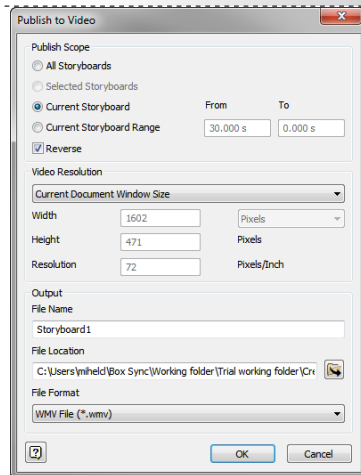 Publish to Video
Publish Scope
All Storyboards
Selected Storyboards
Current Storyboard From To
Current Storyboard Range 30.000 s 0.000 s
Reverse
Video Resolution
Current Document Window Size
Width 1602 Pixels
Height 471 Pixels
Resolution 72 Pixels/Inch
Output
File Name
Storyboard1
File Location
C:\Users\mihelcl\Box Sync\Working folder\Trial working folder\Cre
File Format
WMV File (*.wmv)
OK Cancel